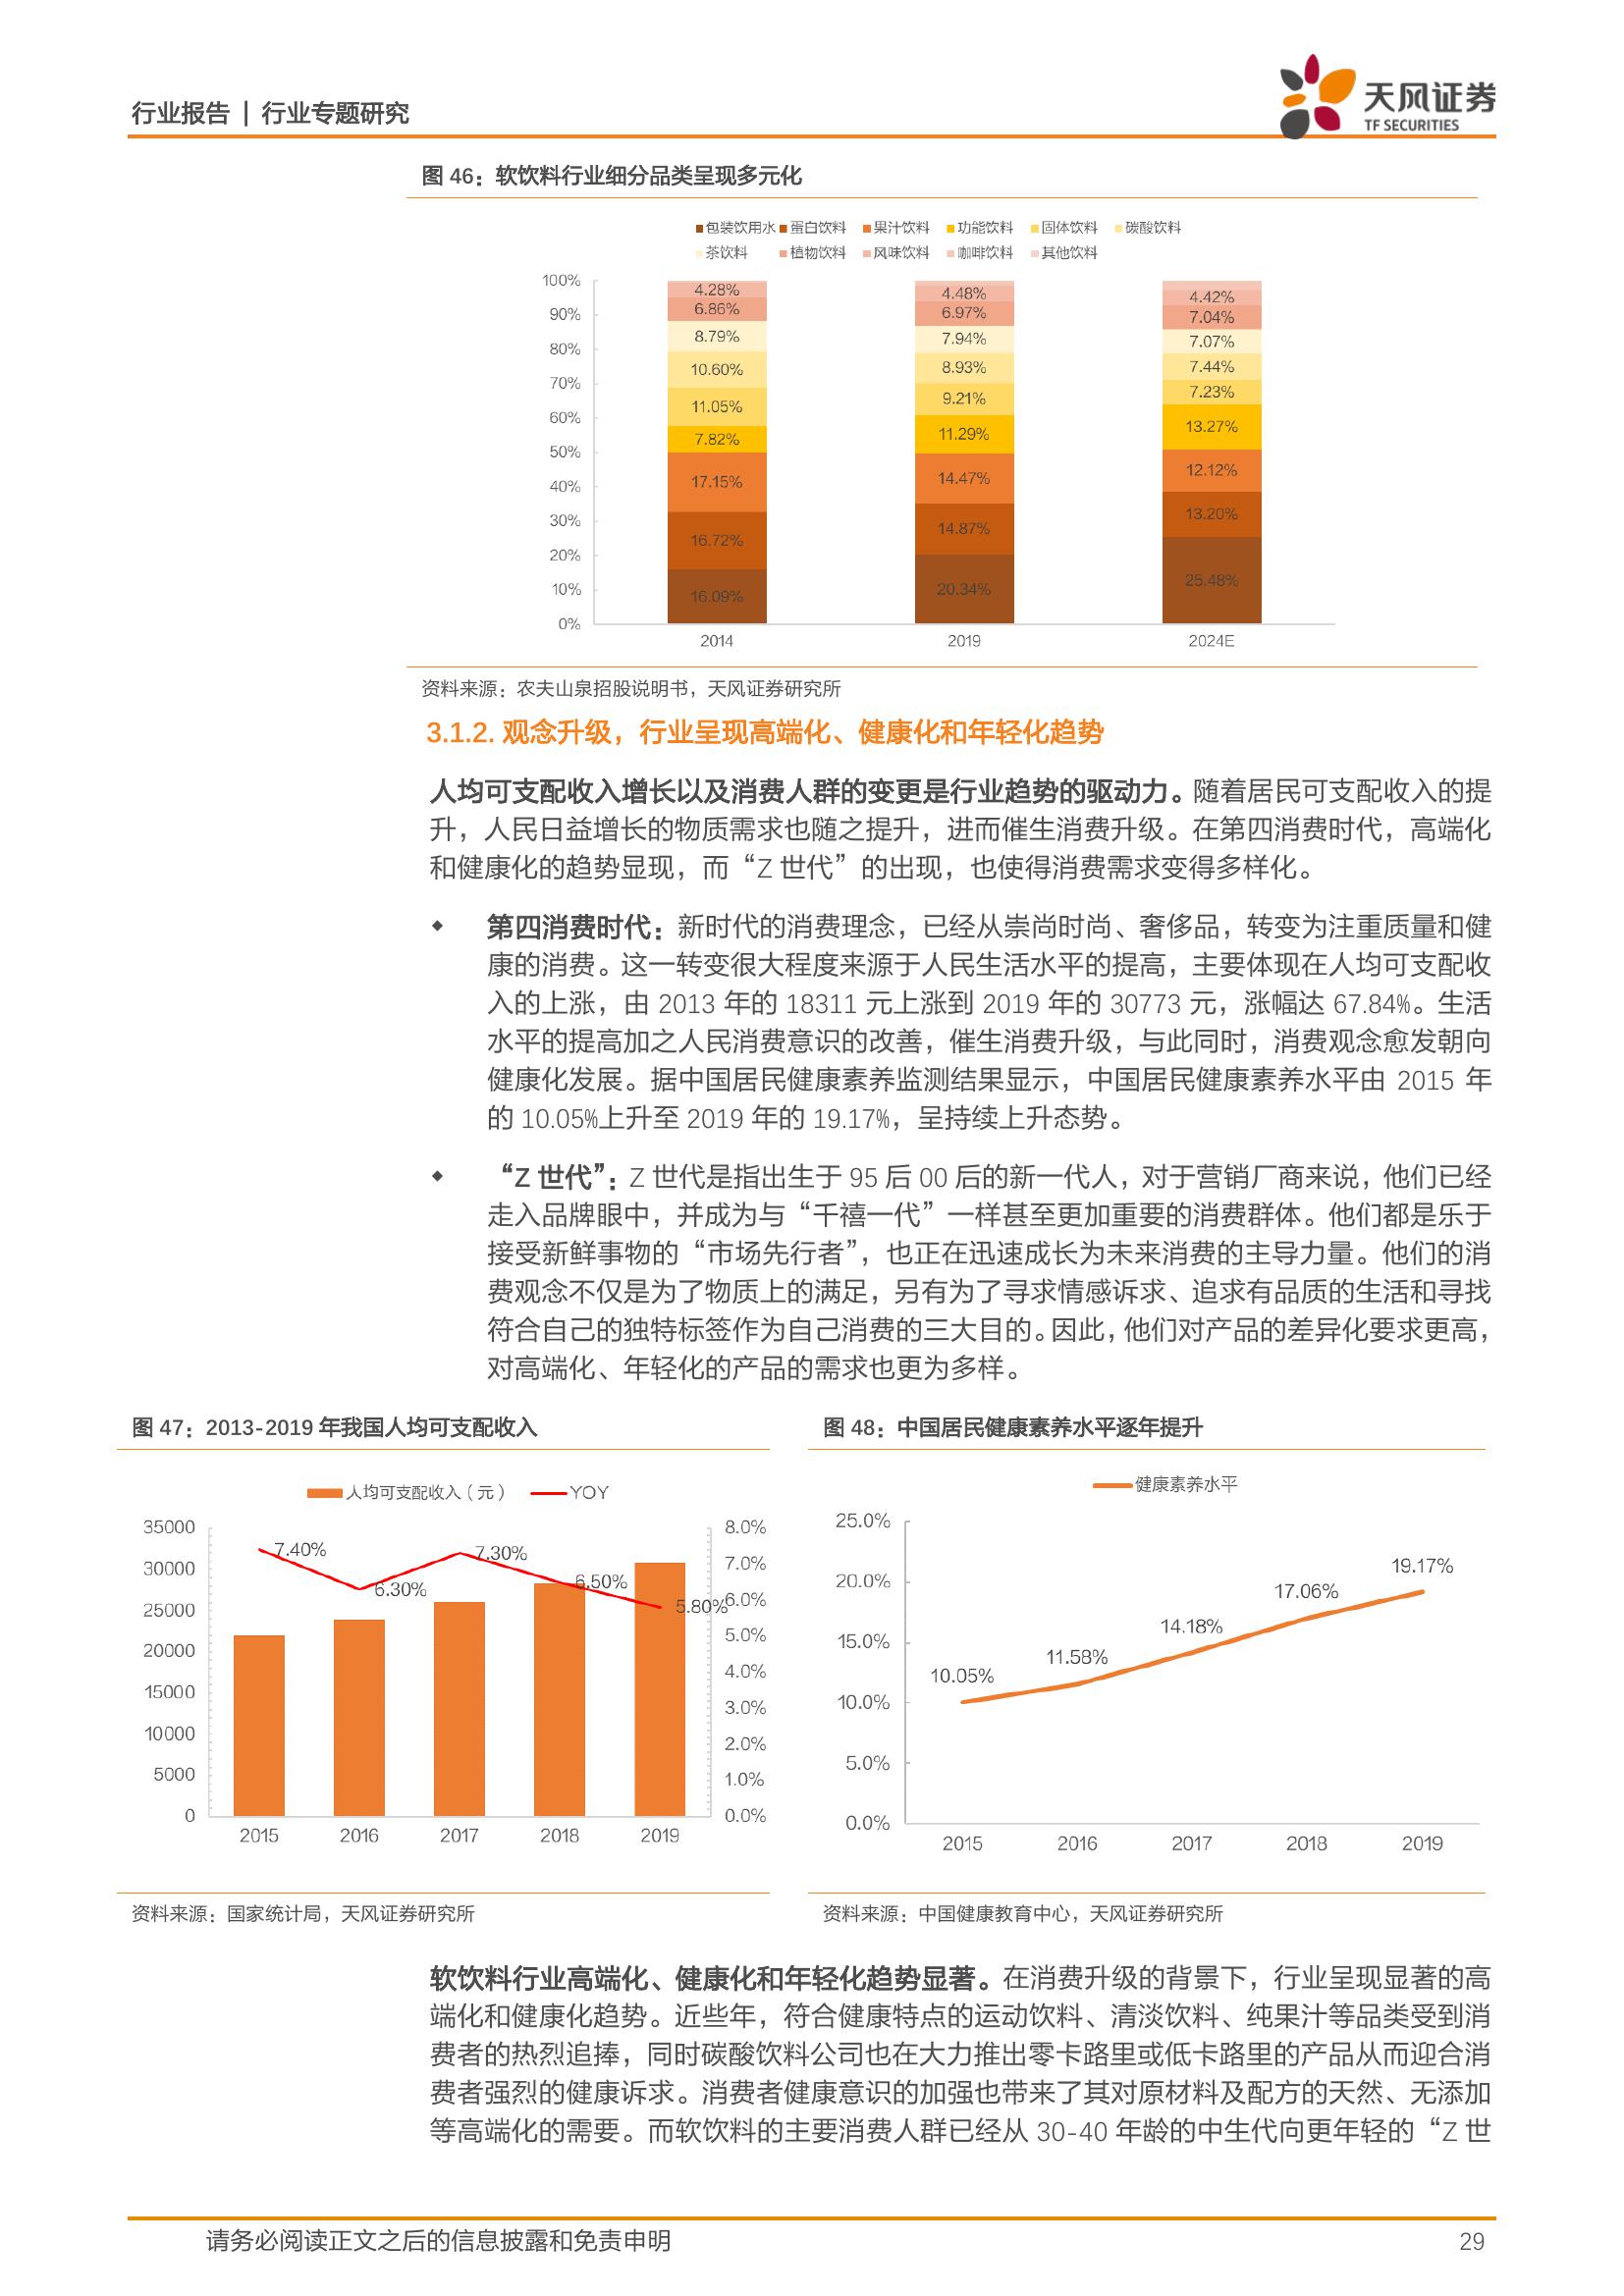 行业报告 | 行业专题研究
天风证券
TF SECURITIES
图 46：软饮料行业细分品类呈现多元化
包装饮用水 蛋白饮料 果汁饮料 功能饮料 固体饮料 碳酸饮料
茶饮料 植物饮料 风味饮料 咖啡饮料 其他饮料
100%
90%
80%
70%
60%
50%
40%
30%
20%
10%
0%
4.28%
6.86%
8.79%
10.60%
11.05%
7.82%
17.15%
16.72%
16.09%
4.48%
6.97%
7.94%
8.93%
9.21%
11.29%
14.47%
14.87%
20.34%
4.42%
7.04%
7.07%
7.44%
7.23%
13.27%
12.12%
13.20%
25.48%
2014 2019 2024E
资料来源：农夫山泉招股说明书，天风证券研究所
3.1.2. 观念升级，行业呈现高端化、健康化和年轻化趋势
人均可支配收入增长以及消费人群的变更是行业趋势的驱动力。随着居民可支配收入的提
升，人民日益增长的物质需求也随之提升，进而催生消费升级。在第四消费时代，高端化
和健康化的趋势显现，而“Z 世代”的出现，也使得消费需求变得多样化。
◆ 第四消费时代：新时代的消费理念，已经从崇尚时尚、奢侈品，转变为注重质量和健
康的消费。这一转变很大程度来源于人民生活水平的提高，主要体现在人均可支配收
入的上涨，由 2013 年的 18311 元上涨到 2019 年的 30773 元，涨幅达 67.84%。生活
水平的提高加之人民消费意识的改善，催生消费升级，与此同时，消费观念愈发朝向
健康化发展。据中国居民健康素养监测结果显示，中国居民健康素养水平由 2015 年
的 10.05%上升至 2019 年的 19.17%，呈持续上升态势。
◆ “Z 世代”：Z 世代是指出生于 95 后 00 后的新一代人，对于营销厂商来说，他们已经
走入品牌眼中，并成为与“千禧一代”一样甚至更加重要的消费群体。他们都是乐于
接受新鲜事物的“市场先行者”，也正在迅速成长为未来消费的主导力量。他们的消
费观念不仅是为了物质上的满足，另有为了寻求情感诉求、追求有品质的生活和寻找
符合自己的独特标签作为自己消费的三大目的。因此，他们对产品的差异化要求更高，
对高端化、年轻化的产品的需求也更为多样。
图 47：2013-2019 年我国人均可支配收入
人均可支配收入（元） YOY
35000
30000
25000
20000
15000
10000
5000
0
7.40%
6.30%
7.30%
6.50%
5.80%
8.0%
7.0%
6.0%
5.0%
4.0%
3.0%
2.0%
1.0%
0.0%
2015 2016 2017 2018 2019
资料来源：国家统计局，天风证券研究所
图 48：中国居民健康素养水平逐年提升
健康素养水平
25.0%
20.0%
15.0%
10.0%
5.0%
0.0%
10.05%
11.58%
14.18%
17.06%
19.17%
2015 2016 2017 2018 2019
资料来源：中国健康教育中心，天风证券研究所
软饮料行业高端化、健康化和年轻化趋势显著。在消费升级的背景下，行业呈现显著的高
端化和健康化趋势。近些年，符合健康特点的运动饮料、清淡饮料、纯果汁等品类受到消
费者的热烈追捧，同时碳酸饮料公司也在大力推出零卡路里或低卡路里的产品从而迎合消
费者强烈的健康诉求。消费者健康意识的加强也带来了其对原材料及配方的天然、无添加
等高端化的需要。而软饮料的主要消费人群已经从 30-40 年龄的中生代向更年轻的“Z 世
请务必阅读正文之后的信息披露和免责申明
29